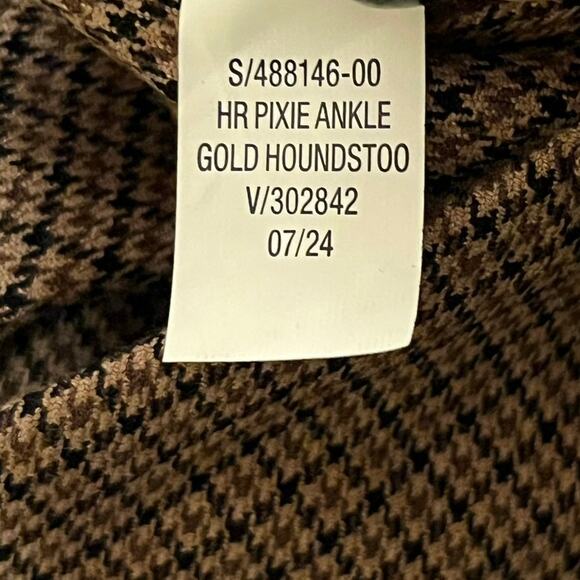 S/488146-00
HR PIXIE ANKLE
GOLD HOUNDSTOO
V/302842
07/24